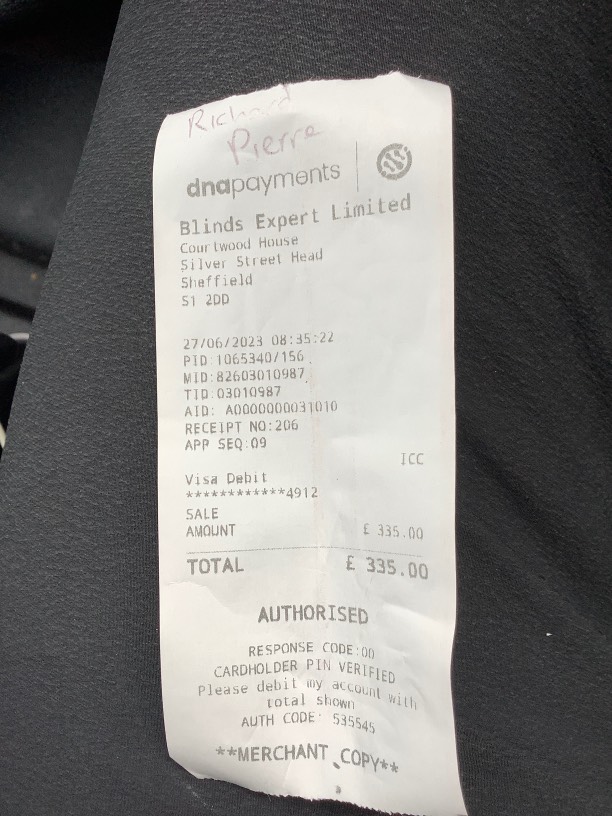 Richard
Pierre
dnapayments
Blinds Expert Limited
Courtwood House
Silver Street Head
Sheffield
S1 2DD
27/06/2023 08:35:22
PID:1065340/156
MID:82603010987
TID:03010987
AID: A0000000031010
RECEIPT NO:206
APP SEQ:09
ICC
Visa Debit
************4912
SALE
AMOUNT £ 335.00
TOTAL £ 335.00
AUTHORISED
RESPONSE CODE:00
CARDHOLDER PIN VERIFIED
Please debit my account with
total shown
AUTH CODE: 535545
**MERCHANT COPY**